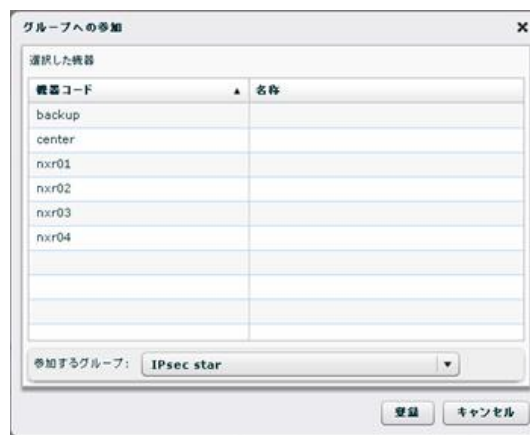 グループへの参加
選択した機器
機器コード ▲ 名称
backup
center
nxr01
nxr02
nxr03
nxr04
参加するグループ: IPsec star
登録 キャンセル